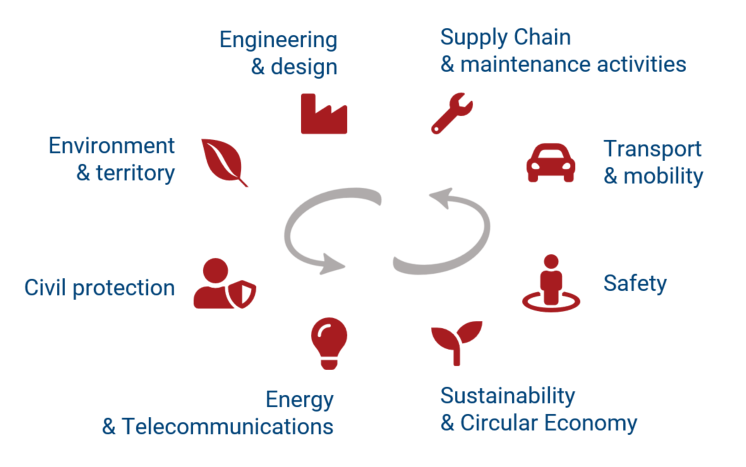 Engineering
& design
Supply Chain
& maintenance activities
Environment
& territory
Transport
& mobility
Civil protection
Safety
Energy
& Telecommunications
Sustainability
& Circular Economy